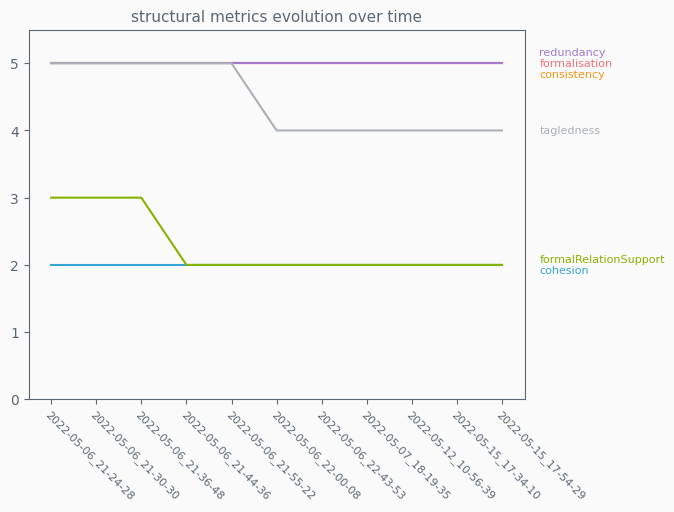 structural metrics evolution over time
5
4
3
2
1
0
redundancy
formalisation
consistency
tagledness
formalRelationSupport
cohesion
2022-05-06_21-24-28
2022-05-06_21-30-30
2022-05-06_21-36-48
2022-05-06_21-44-36
2022-05-06_21-55-22
2022-05-06_22-00-08
2022-05-06_22-43-53
2022-05-07_18-19-35
2022-05-12_10-56-39
2022-05-15_17-34-10
2022-05-15_17-54-29